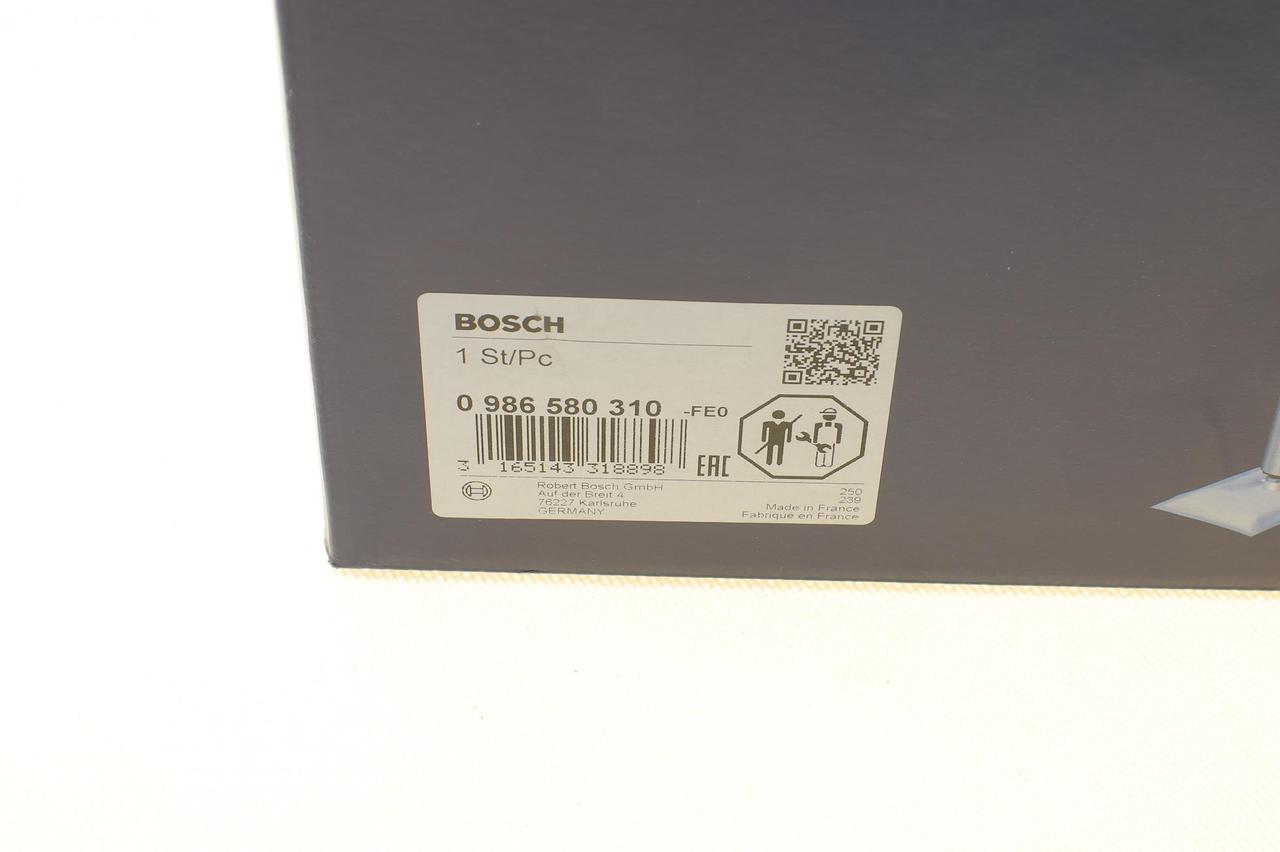 BOSCH
1 St/Pc
0 986 580 310 -FE0
3 165143 318898
EAC
Robert Bosch GmbH
Auf der Breit 4
76227 Karlsruhe
GERMANY
250
239
Made in France
Fabrique en France